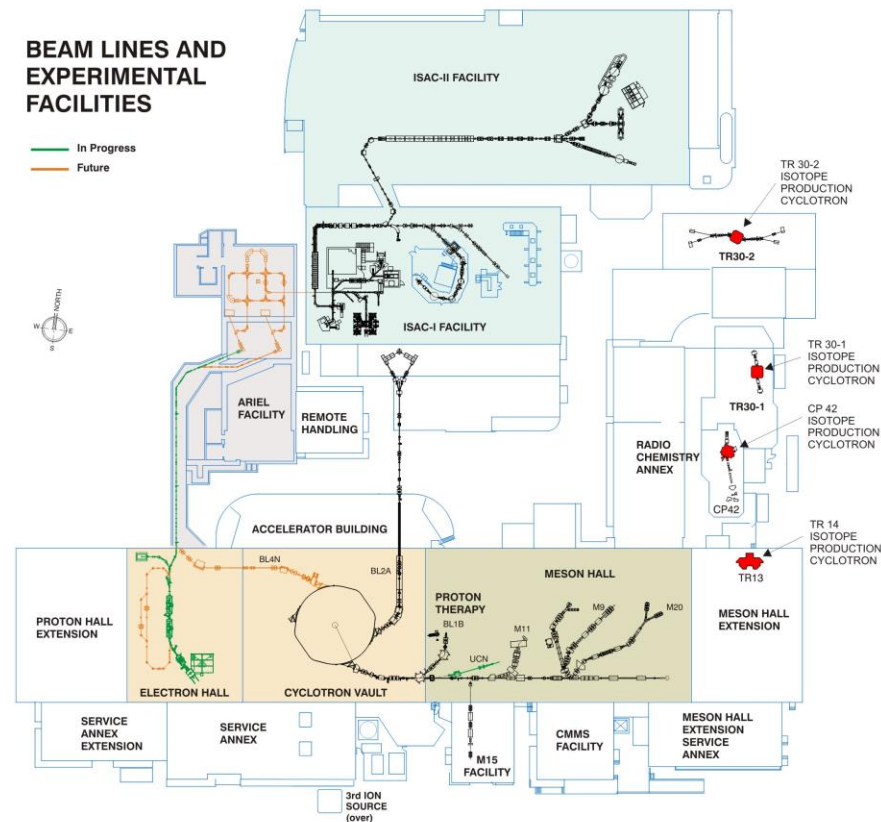 BEAM LINES AND
EXPERIMENTAL
FACILITIES
In Progress
Future
NORTH
W
E
S
ISAC-II FACILITY
TR 30-2
ISOTOPE
PRODUCTION
CYCLOTRON
TR30-2
ISAC-I FACILITY
TR 30-1
ISOTOPE
PRODUCTION
CYCLOTRON
TR30-1
ARIEL
FACILITY
REMOTE
HANDLING
CP 42
ISOTOPE
PRODUCTION
CYCLOTRON
RADIO
CHEMISTRY
ANNEX
CP42
ACCELERATOR BUILDING
TR 14
ISOTOPE
PRODUCTION
CYCLOTRON
TR13
BL4N
BL2A
MESON HALL
PROTON HALL
EXTENSION
PROTON
THERAPY
BL1B
M11
M9
M20
UCN
MESON HALL
EXTENSION
ELECTRON HALL
CYCLOTRON VAULT
SERVICE
ANNEX
EXTENSION
SERVICE
ANNEX
M15
FACILITY
CMMS
FACILITY
MESON HALL
EXTENSION
SERVICE
ANNEX
3rd ION
SOURCE
(over)